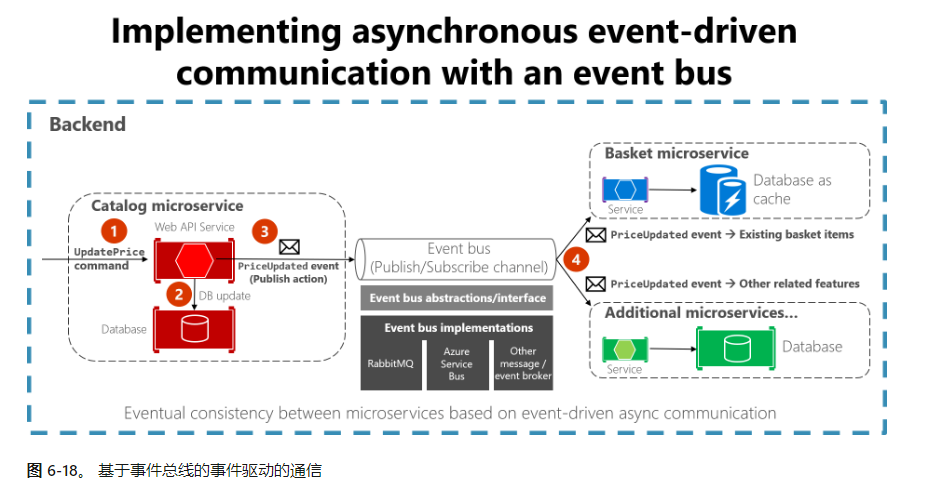 Implementing asynchronous event-driven
communication with an event bus
Backend
Catalog microservice
Web API Service
1
UpdatePrice
command
2
DB update
Database
3
PriceUpdated event
(Publish action)
Event bus
(Publish/Subscribe channel)
Event bus abstractions/interface
Event bus implementations
RabbitMQ
Azure
Service
Bus
Other
message /
event broker
4
Basket microservice
Service
Database as
cache
PriceUpdated event → Existing basket items
PriceUpdated event → Other related features
Additional microservices...
Service
Database
Eventual consistency between microservices based on event-driven async communication
图 6-18。 基于事件总线的事件驱动的通信